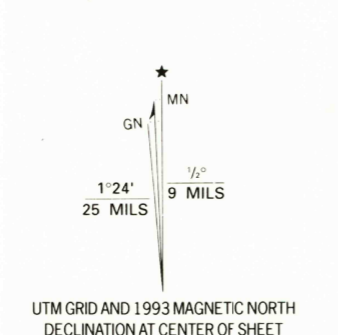 ★
MN
GN
1°24'
25 MILS
½°
9 MILS
UTM GRID AND 1993 MAGNETIC NORTH
DECLINATION AT CENTER OF SHEET